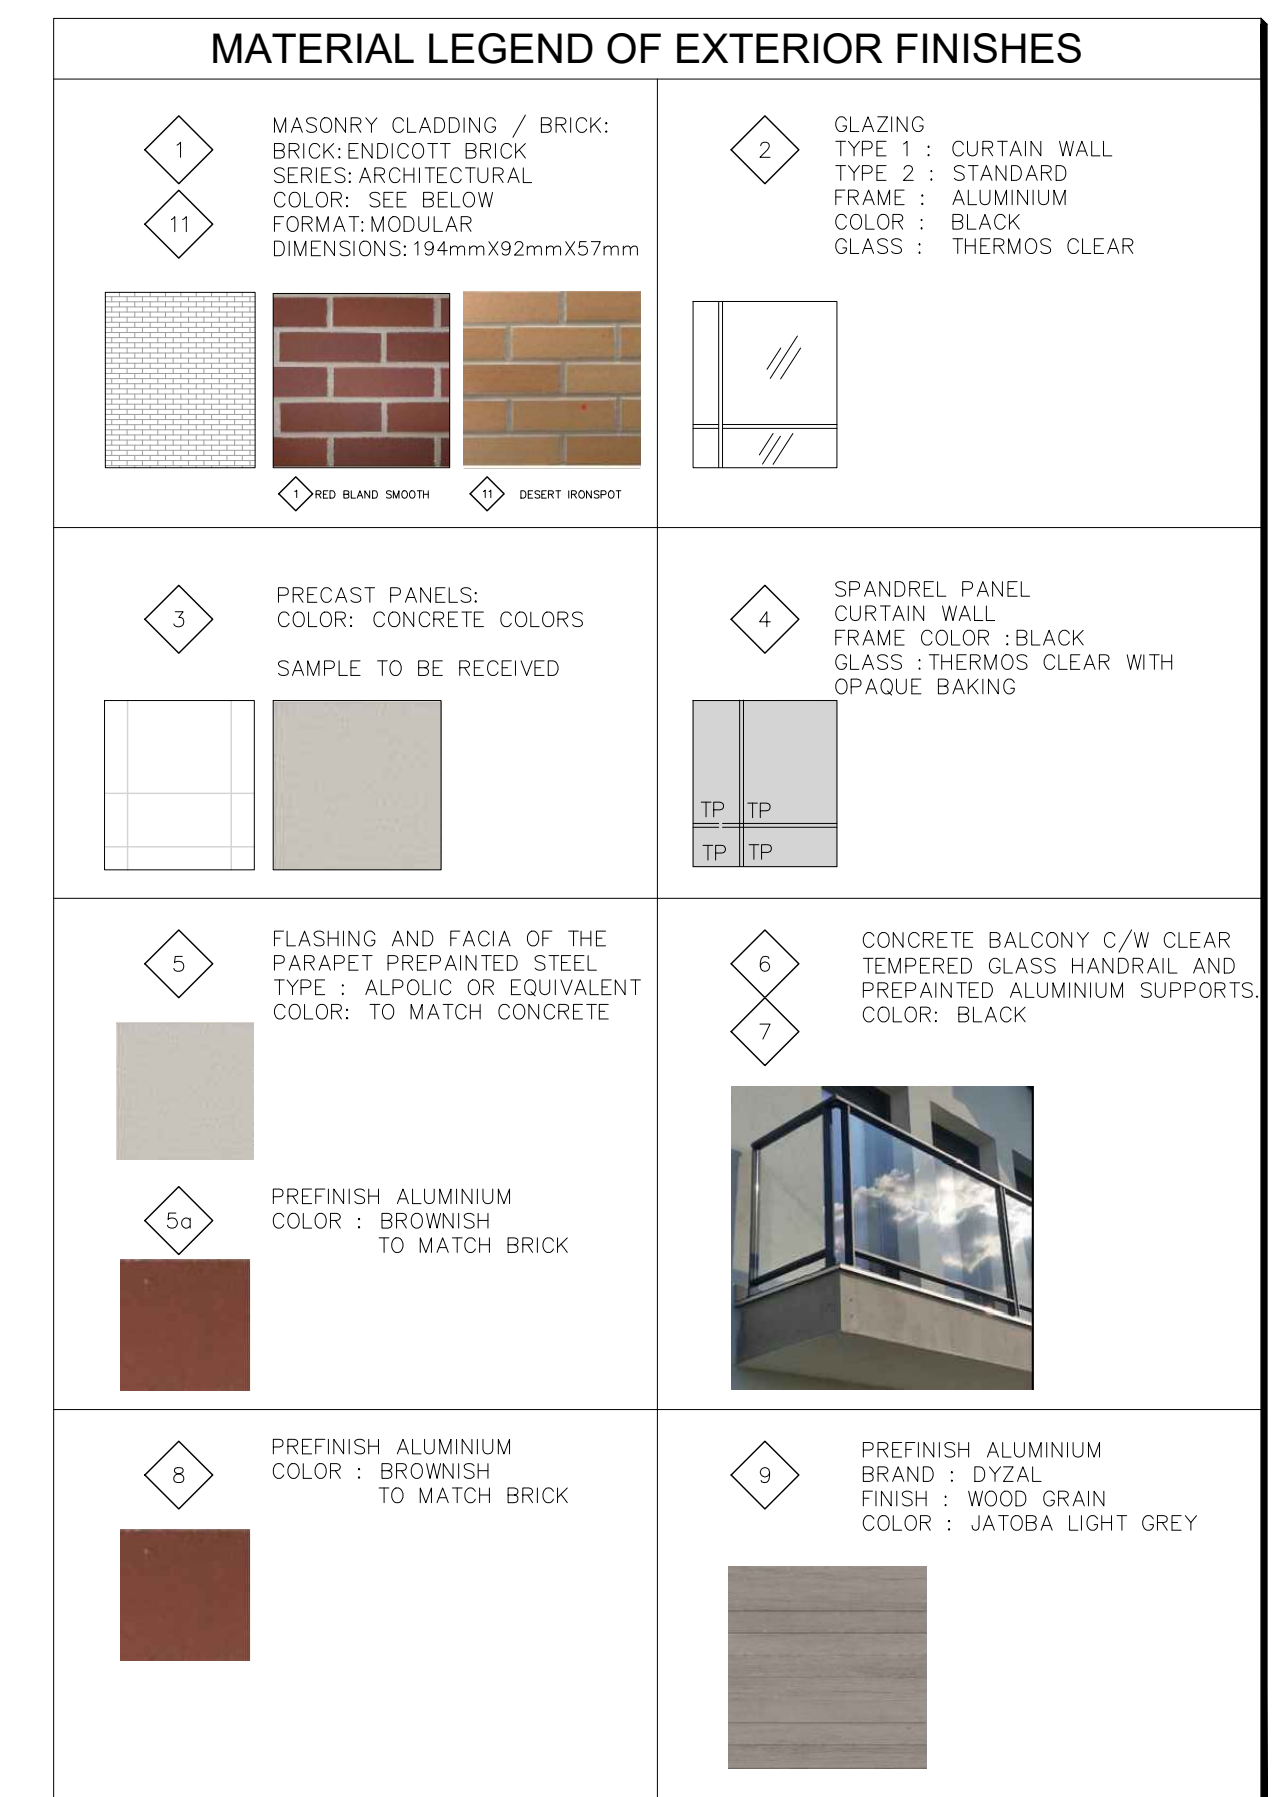 MATERIAL LEGEND OF EXTERIOR FINISHES
1
11
MASONRY CLADDING / BRICK:
BRICK: ENDICOTT BRICK
SERIES: ARCHITECTURAL
COLOR: SEE BELOW
FORMAT: MODULAR
DIMENSIONS: 194mmX92mmX57mm
1 RED BLAND SMOOTH
11 DESERT IRONSPOT
2
GLAZING
TYPE 1 : CURTAIN WALL
TYPE 2 : STANDARD
FRAME : ALUMINIUM
COLOR : BLACK
GLASS : THERMOS CLEAR
3
PRECAST PANELS:
COLOR: CONCRETE COLORS
SAMPLE TO BE RECEIVED
4
SPANDREL PANEL
CURTAIN WALL
FRAME COLOR : BLACK
GLASS : THERMOS CLEAR WITH
OPAQUE BAKING
TP TP
TP TP
5
FLASHING AND FACIA OF THE
PARAPET PREPAINTED STEEL
TYPE : ALPOLIC OR EQUIVALENT
COLOR: TO MATCH CONCRETE
5a
PREFINISH ALUMINIUM
COLOR : BROWNISH
TO MATCH BRICK
6
7
CONCRETE BALCONY C/W CLEAR
TEMPERED GLASS HANDRAIL AND
PREPAINTED ALUMINIUM SUPPORTS.
COLOR: BLACK
8
PREFINISH ALUMINIUM
COLOR : BROWNISH
TO MATCH BRICK
9
PREFINISH ALUMINIUM
BRAND : DYZAL
FINISH : WOOD GRAIN
COLOR : JATOBA LIGHT GREY